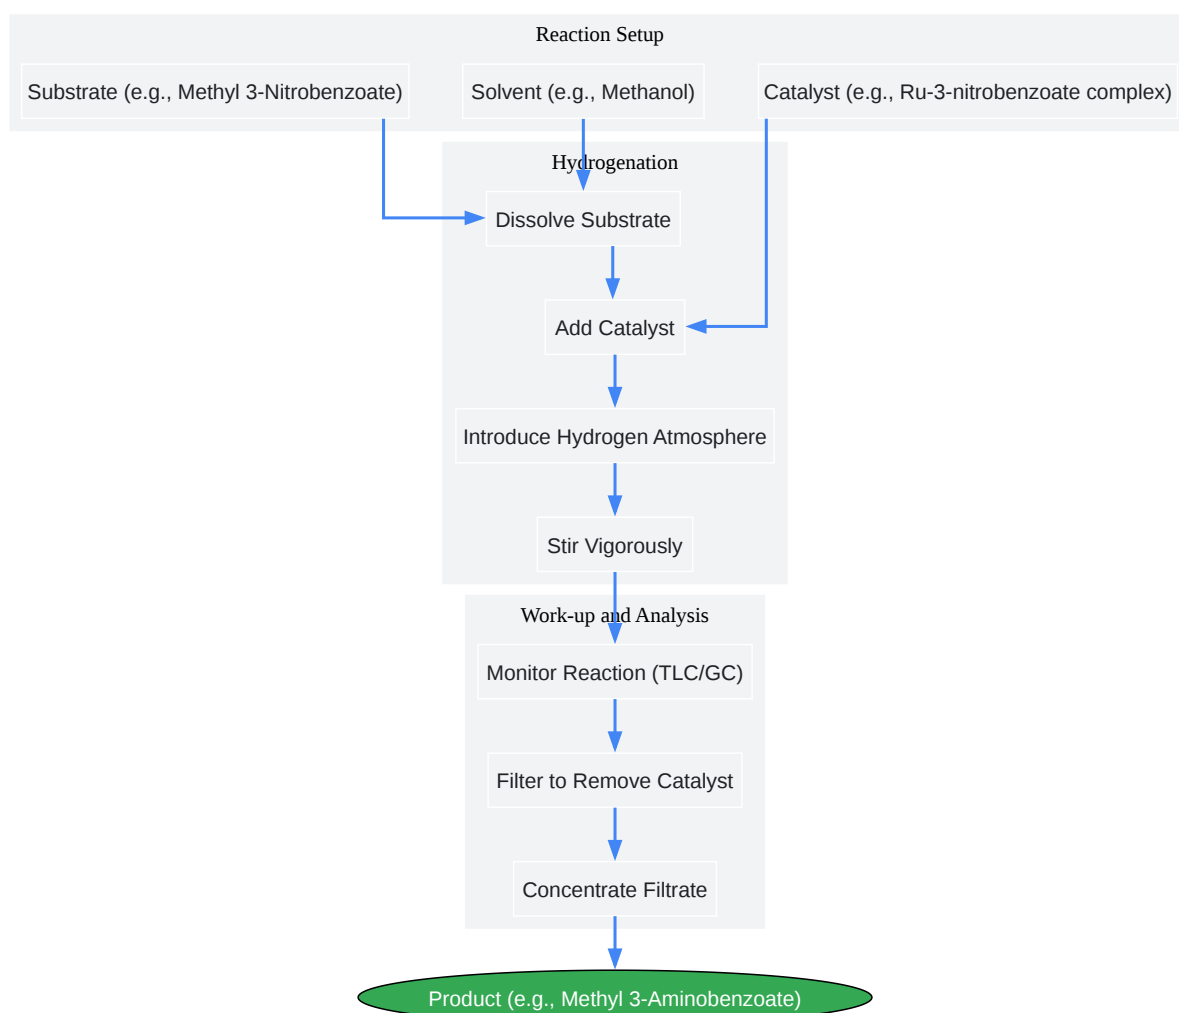 Reaction Setup
Substrate (e.g., Methyl 3-Nitrobenzoate)
Solvent (e.g., Methanol)
Catalyst (e.g., Ru-3-nitrobenzoate complex)
Hydrogenation
Dissolve Substrate
Add Catalyst
Introduce Hydrogen Atmosphere
Stir Vigorously
Work-up and Analysis
Monitor Reaction (TLC/GC)
Filter to Remove Catalyst
Concentrate Filtrate
Product (e.g., Methyl 3-Aminobenzoate)